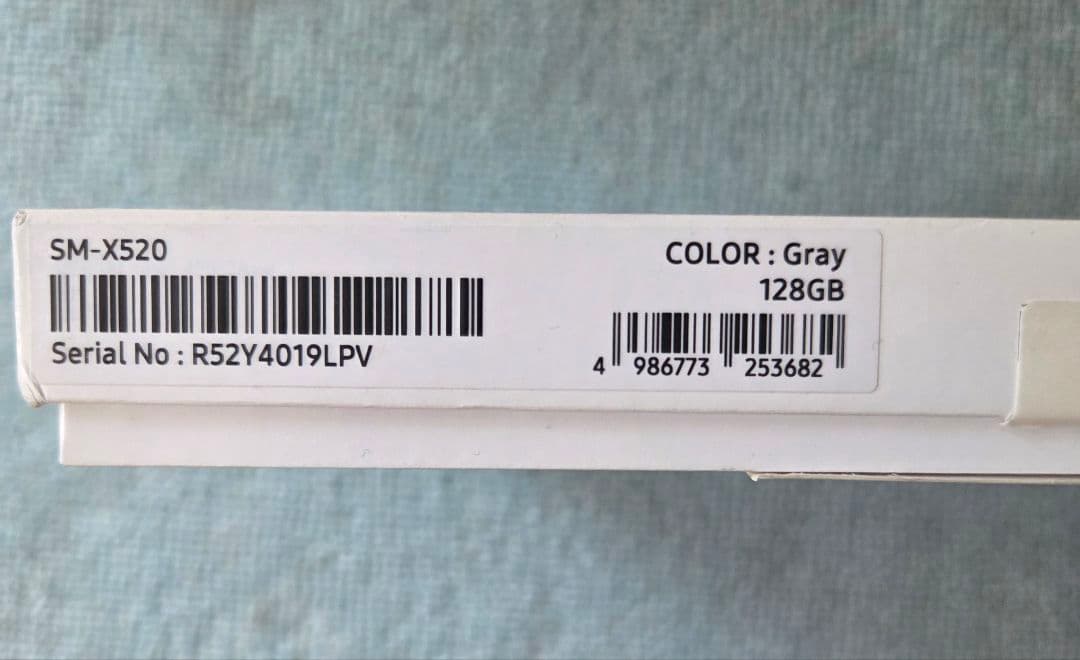 SM-X520
Serial No : R52Y4019LPV
COLOR : Gray
128GB
4 986773 253682